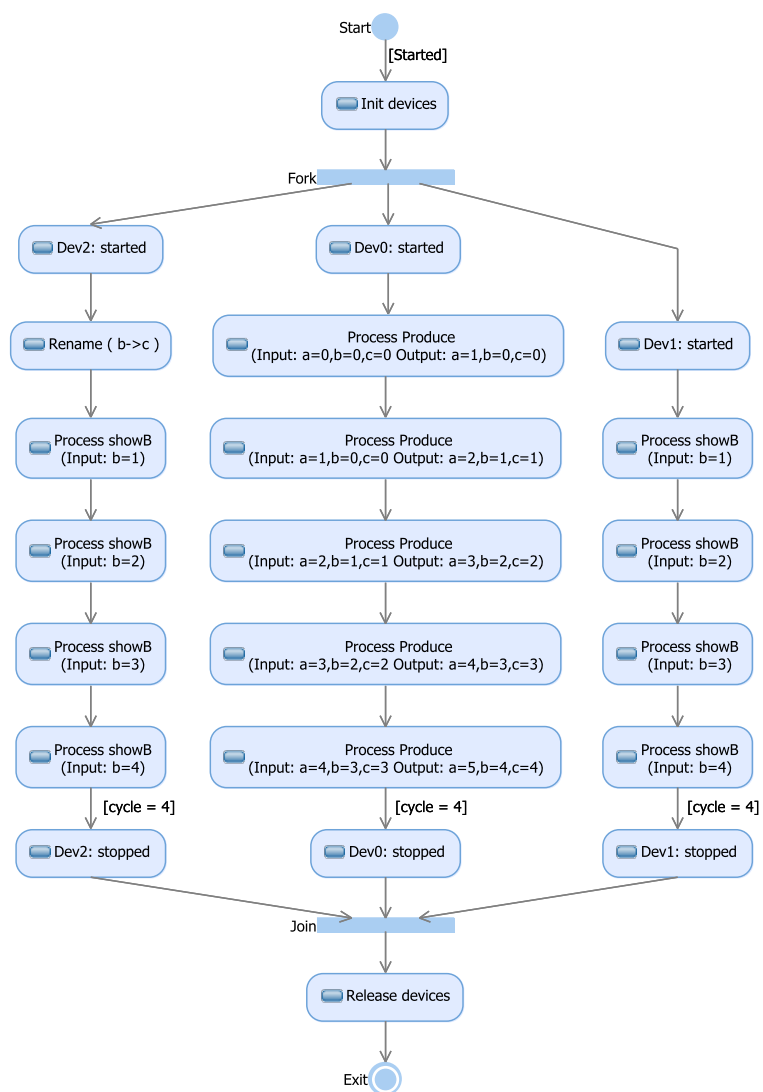 Start
[Started]
Init devices
Fork
Dev2: started
Dev0: started
Rename ( b->c )
Process Produce
(Input: a=0,b=0,c=0 Output: a=1,b=0,c=0)
Dev1: started
Process showB
(Input: b=1)
Process Produce
(Input: a=1,b=0,c=0 Output: a=2,b=1,c=1)
Process showB
(Input: b=1)
Process showB
(Input: b=2)
Process Produce
(Input: a=2,b=1,c=1 Output: a=3,b=2,c=2)
Process showB
(Input: b=2)
Process showB
(Input: b=3)
Process Produce
(Input: a=3,b=2,c=2 Output: a=4,b=3,c=3)
Process showB
(Input: b=3)
Process showB
(Input: b=4)
Process Produce
(Input: a=4,b=3,c=3 Output: a=5,b=4,c=4)
Process showB
(Input: b=4)
[cycle = 4]
[cycle = 4]
[cycle = 4]
Dev2: stopped
Dev0: stopped
Dev1: stopped
Join
Release devices
Exit